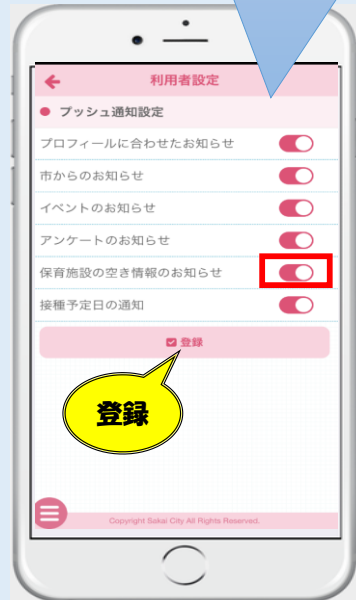 利用者設定
プッシュ通知設定
プロフィールに合わせたお知らせ
市からのお知らせ
イベントのお知らせ
アンケートのお知らせ
保育施設の空き情報のお知らせ
接種予定日の通知
登録
登録
Copyright Sakai City All Rights Reserved.